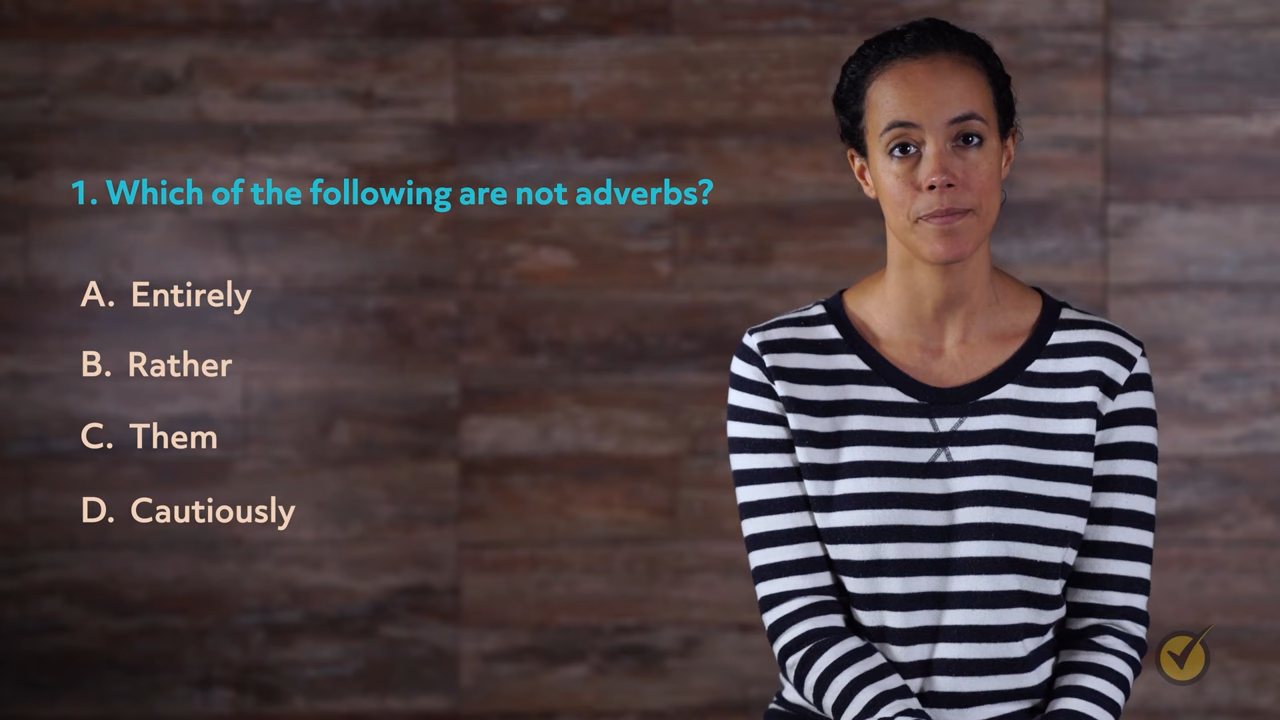 1. Which of the following are not adverbs?
A. Entirely
B. Rather
C. Them
D. Cautiously